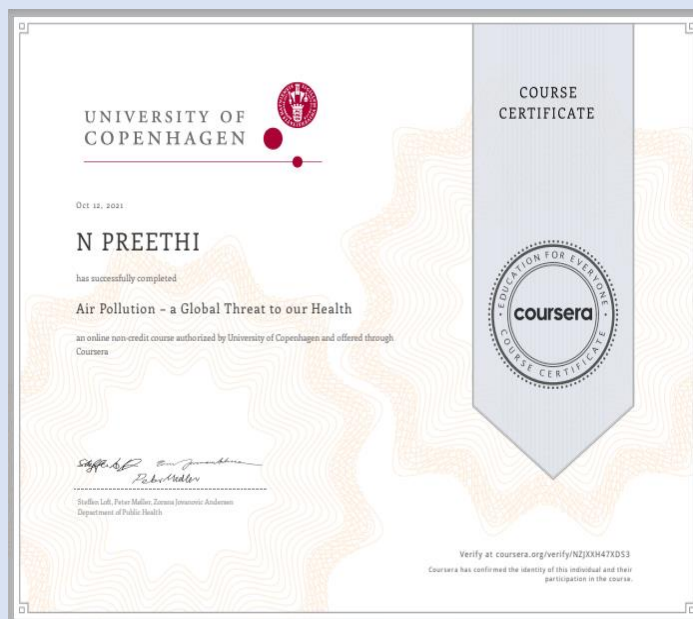 UNIVERSITY OF
COPENHAGEN
Oct 12, 2021
N PREETHI
has successfully completed
Air Pollution – a Global Threat to our Health
an online non-credit course authorized by University of Copenhagen and offered through
Coursera
Steffen Loft, Peter Møller, Zorana Jovanovic Andersen
Department of Public Health
COURSE
CERTIFICATE
EDUCATION FOR EVERYONE
coursera
COURSE CERTIFICATE
Verify at coursera.org/verify/NZJXXH47XDS3
Coursera has confirmed the identity of this individual and their
participation in the course.